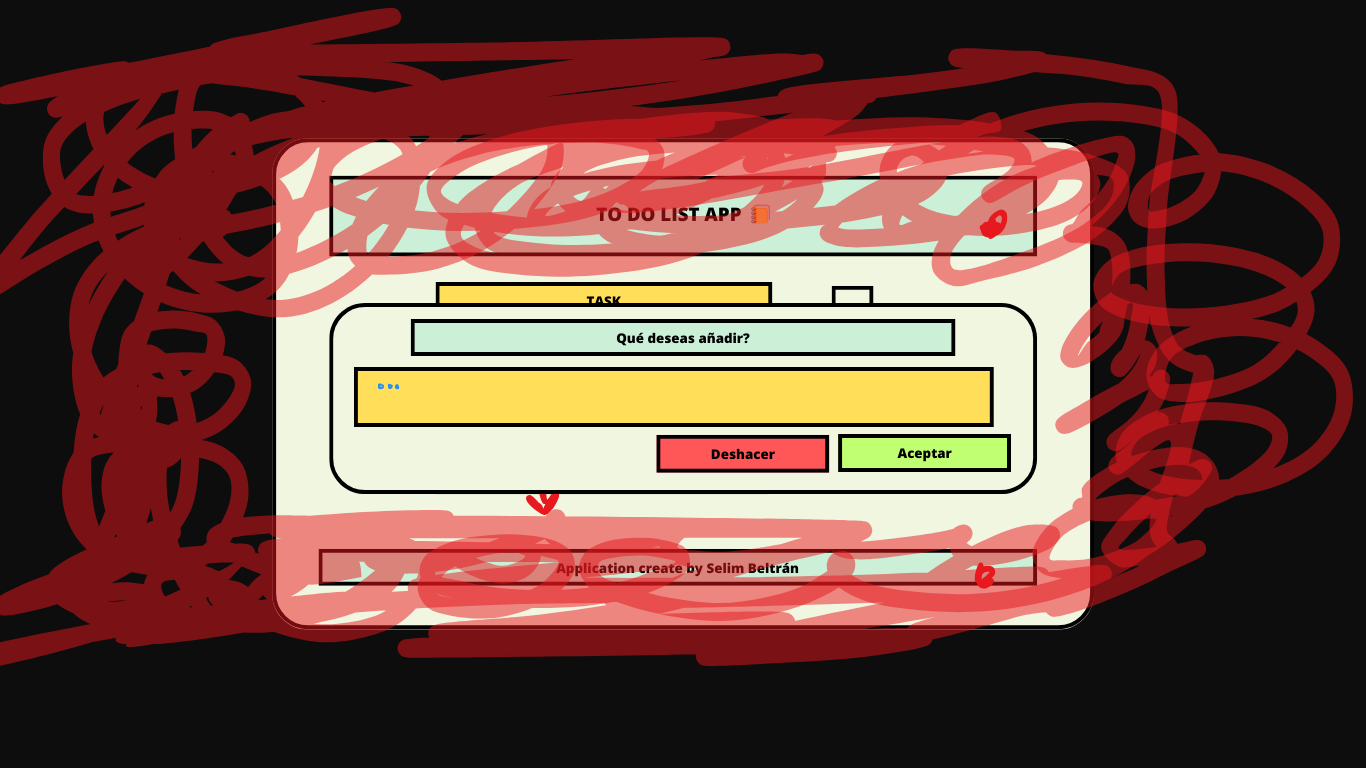 TO DO LIST APP 📙
TASK
Qué deseas añadir?
...
Deshacer Aceptar
Application create by Selim Beltrán